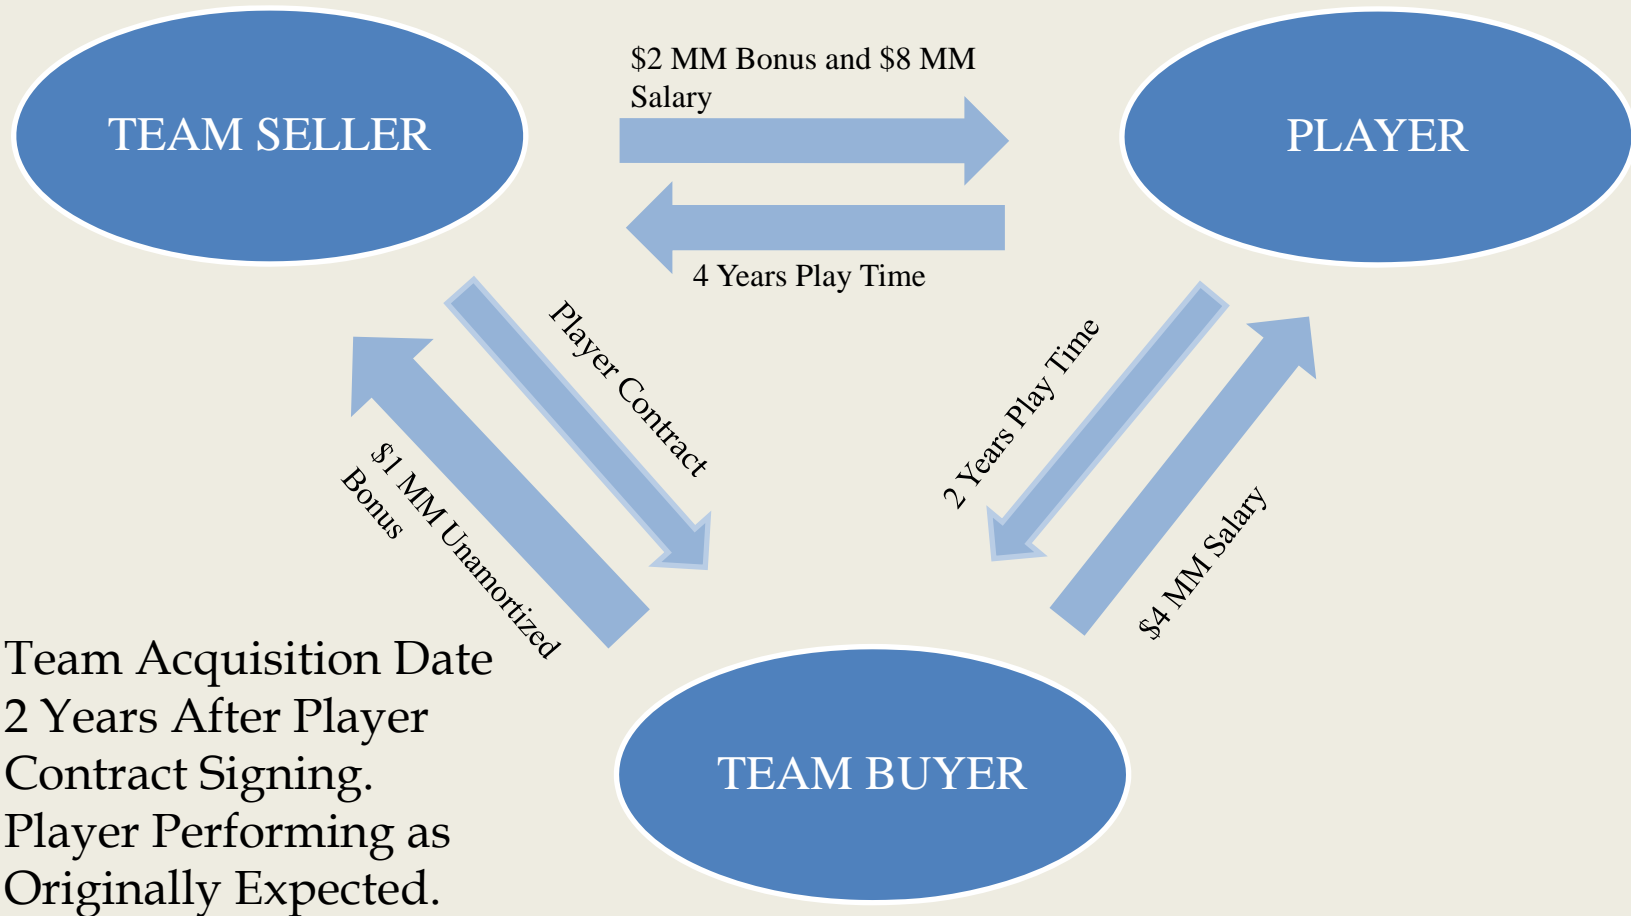 $2 MM Bonus and $8 MM
Salary
TEAM SELLER
PLAYER
4 Years Play Time
Player Contract
2 Years Play Time
$1 MM Unamortized
Bonus
$4 MM Salary
Team Acquisition Date
2 Years After Player
Contract Signing.
Player Performing as
Originally Expected.
TEAM BUYER